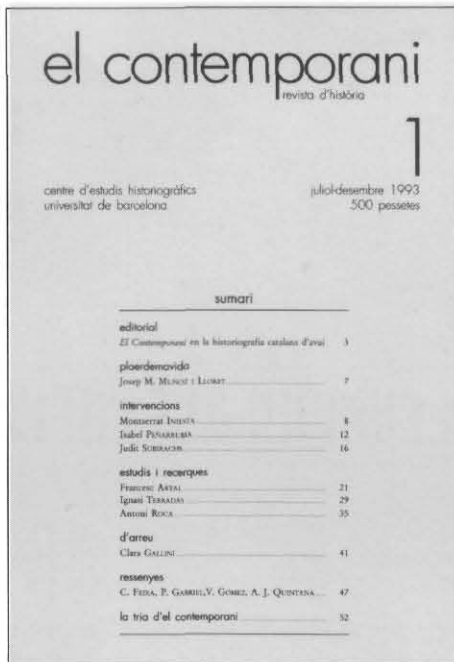 el contemporani
revista d'història
1
centre d'estudis historiogràfics
universitat de barcelona
juliol-desembre 1993
500 pessetes
sumari
editorial
El Contemporani en la historiografia catalana d'avui 3
plaerdemavida
Josep M. MUÑOZ i LLORET 7
intervencions
Montserrat INIESTA 8
Isabel PEÑARRUBIA 12
Judit SUBIRACHS 16
estudis i recerques
Francesc ARTAL 21
Ignasi TERRADAS 29
Antoni ROCA 35
d'arreu
Clara GALLINI 41
ressenyes
C. FEIXA, P. GABRIEL, V. GOMEZ, A. J. QUINTANA 47
la tria d'el contemporani 52